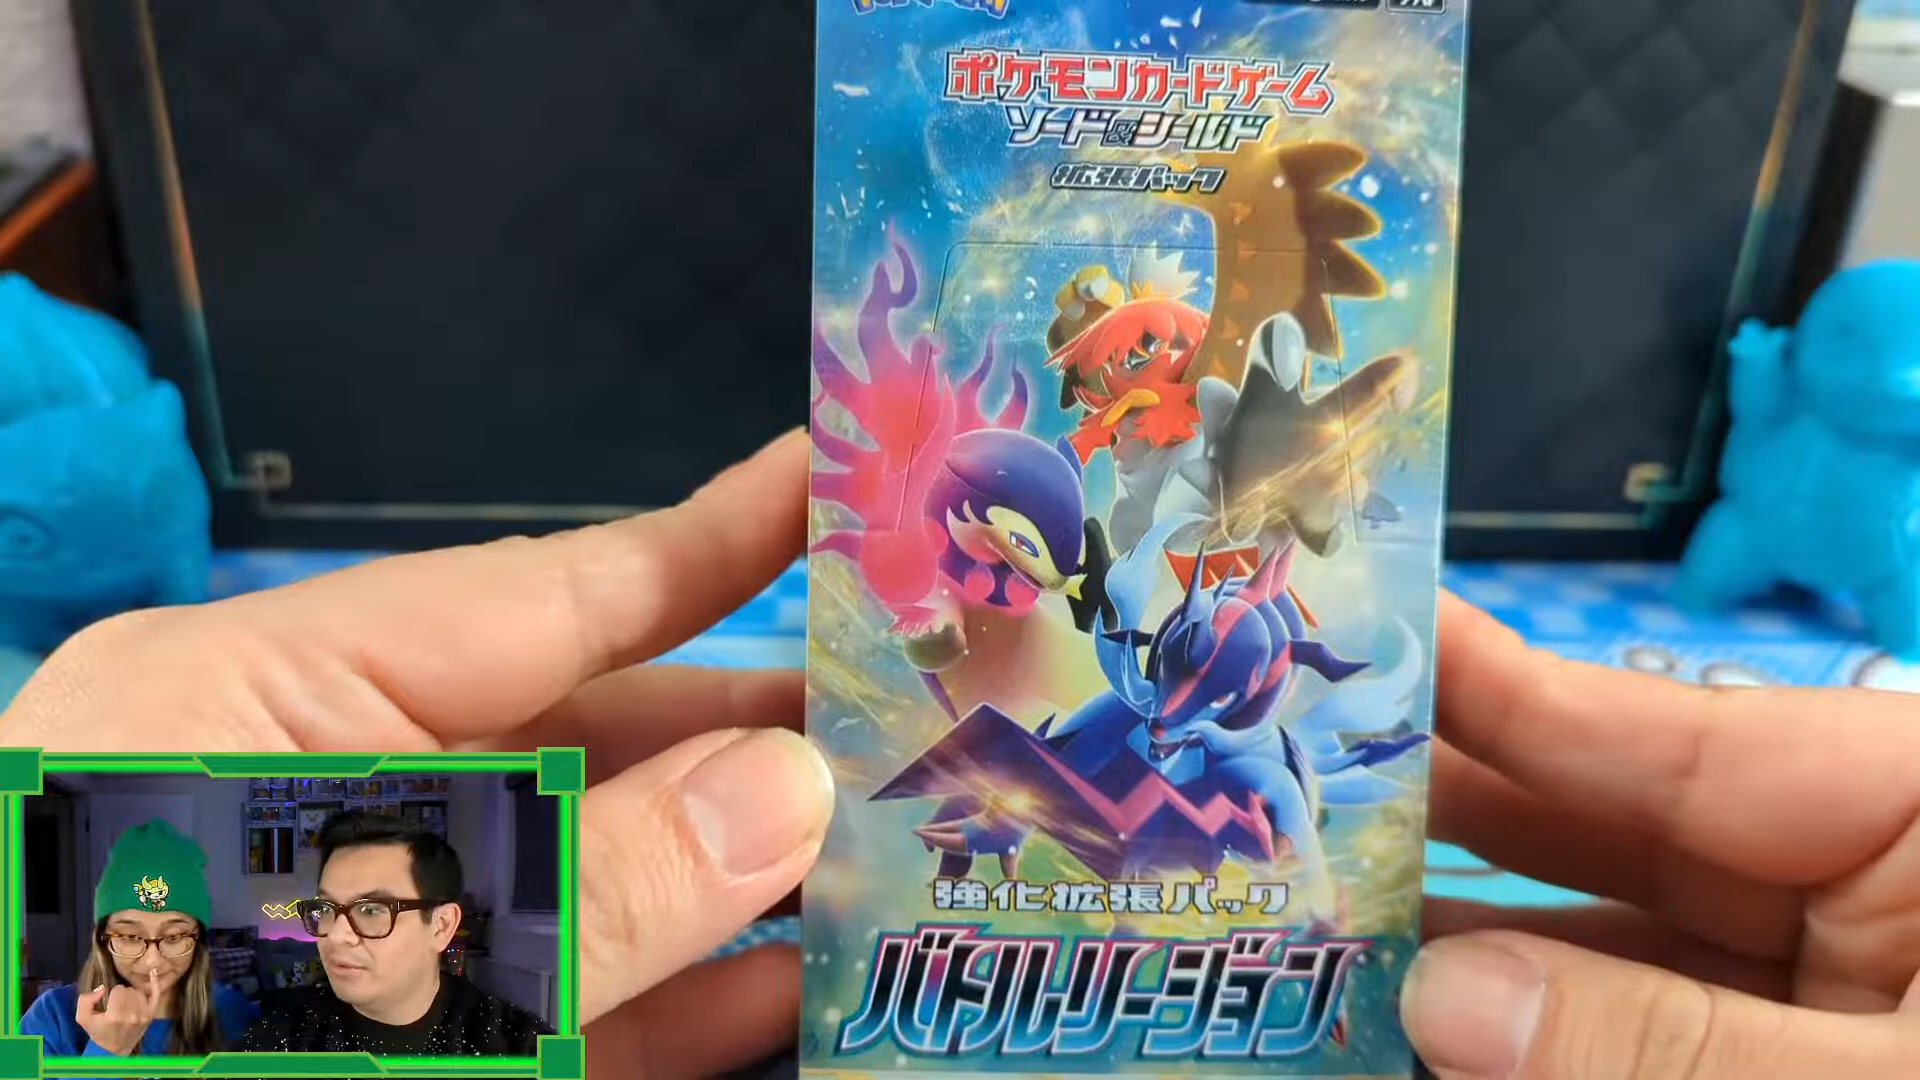 ポケモンカードゲーム
ソード&シールド
拡張パック
強化拡張パック
バトルリージョン